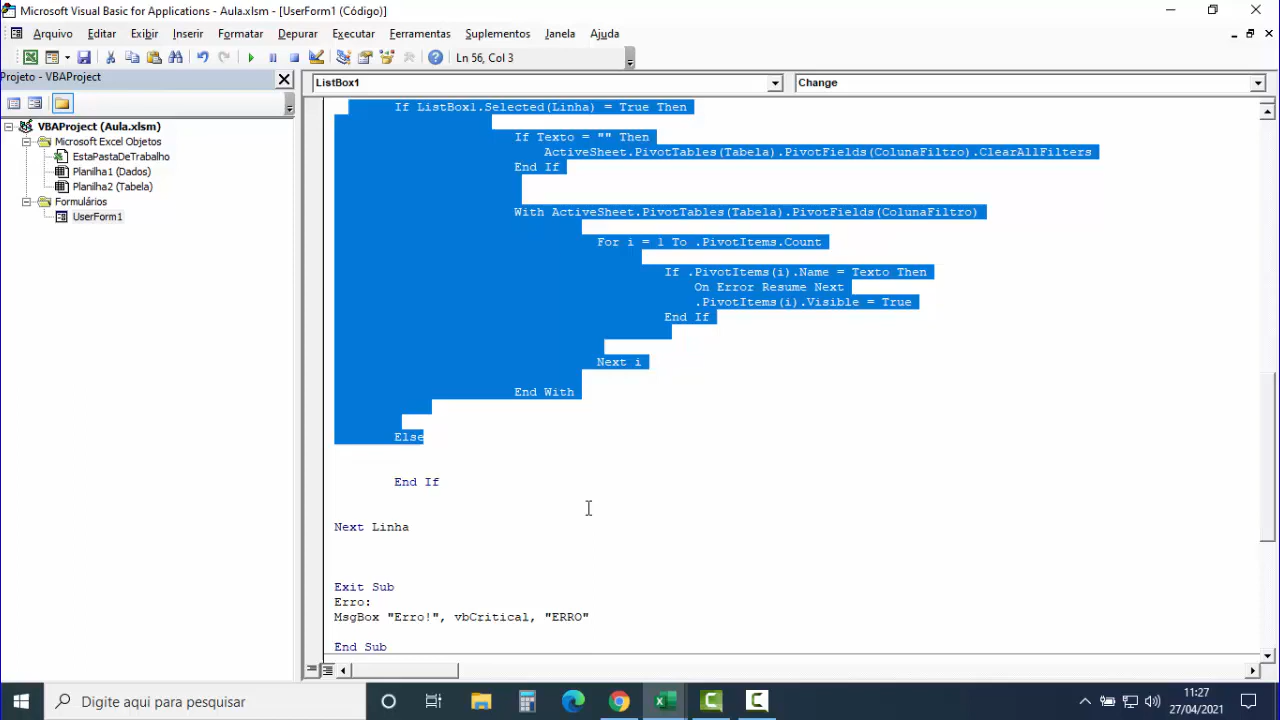 Microsoft Visual Basic for Applications - Aula.xlsm - [UserForm1 (Código)]
Arquivo Editar Exibir Inserir Formatar Depurar Executar Ferramentas Suplementos Janela Ajuda
Ln 56, Col 3
Projeto - VBAProject
ListBox1
Change
VBAProject (Aula.xlsm)
Microsoft Excel Objetos
EstaPastaDeTrabalho
Planilha1 (Dados)
Planilha2 (Tabela)
Formulários
UserForm1
If ListBox1.Selected(Linha) = True Then
If Texto = "" Then
ActiveSheet.PivotTables(Tabela).PivotFields(ColunaFiltro).ClearAllFilters
End If
With ActiveSheet.PivotTables(Tabela).PivotFields(ColunaFiltro)
For i = 1 To .PivotItems.Count
If .PivotItems(i).Name = Texto Then
On Error Resume Next
.PivotItems(i).Visible = True
End If
Next i
End With
Else
End If
Next Linha
Exit Sub
Erro:
MsgBox "Erro!", vbCritical, "ERRO"
End Sub
Digite aqui para pesquisar
11:27
27/04/2021